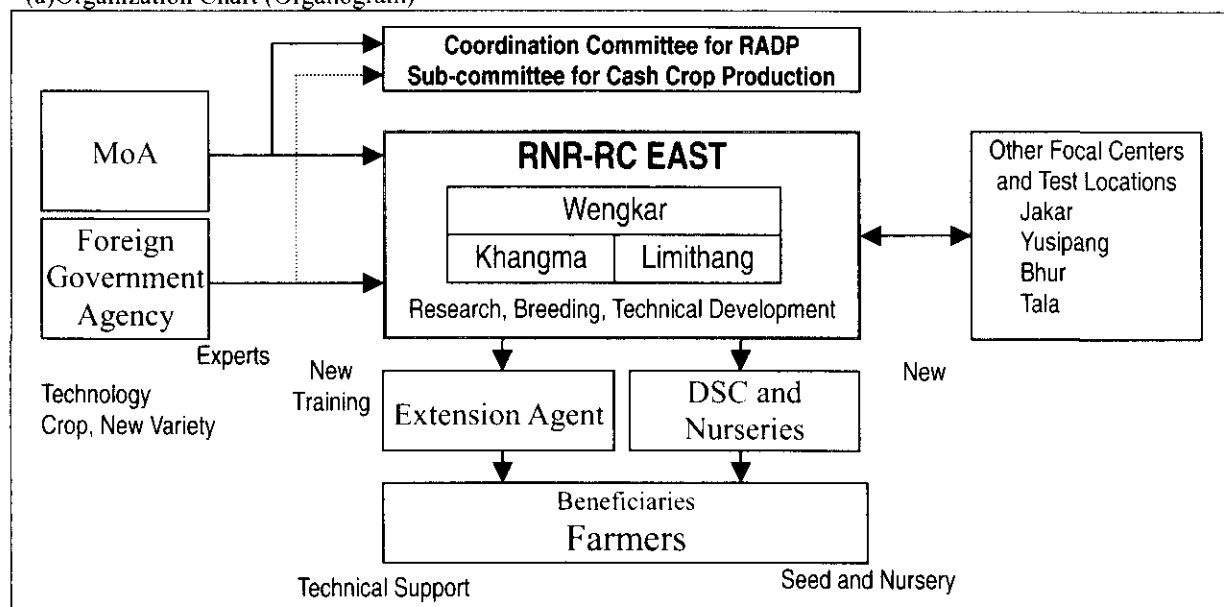 (a)Organization Chart (Organogram)
Coordination Committee for RADP
Sub-committee for Cash Crop Production
MoA
Foreign
Government
Agency
Experts
Technology
Crop, New Variety
RNR-RC EAST
Wengkar
Khangma
Limithang
Research, Breeding, Technical Development
Other Focal Centers
and Test Locations
Jakar
Yusipang
Bhur
Tala
New
Training
Extension Agent
DSC and
Nurseries
New
Beneficiaries
Farmers
Technical Support
Seed and Nursery